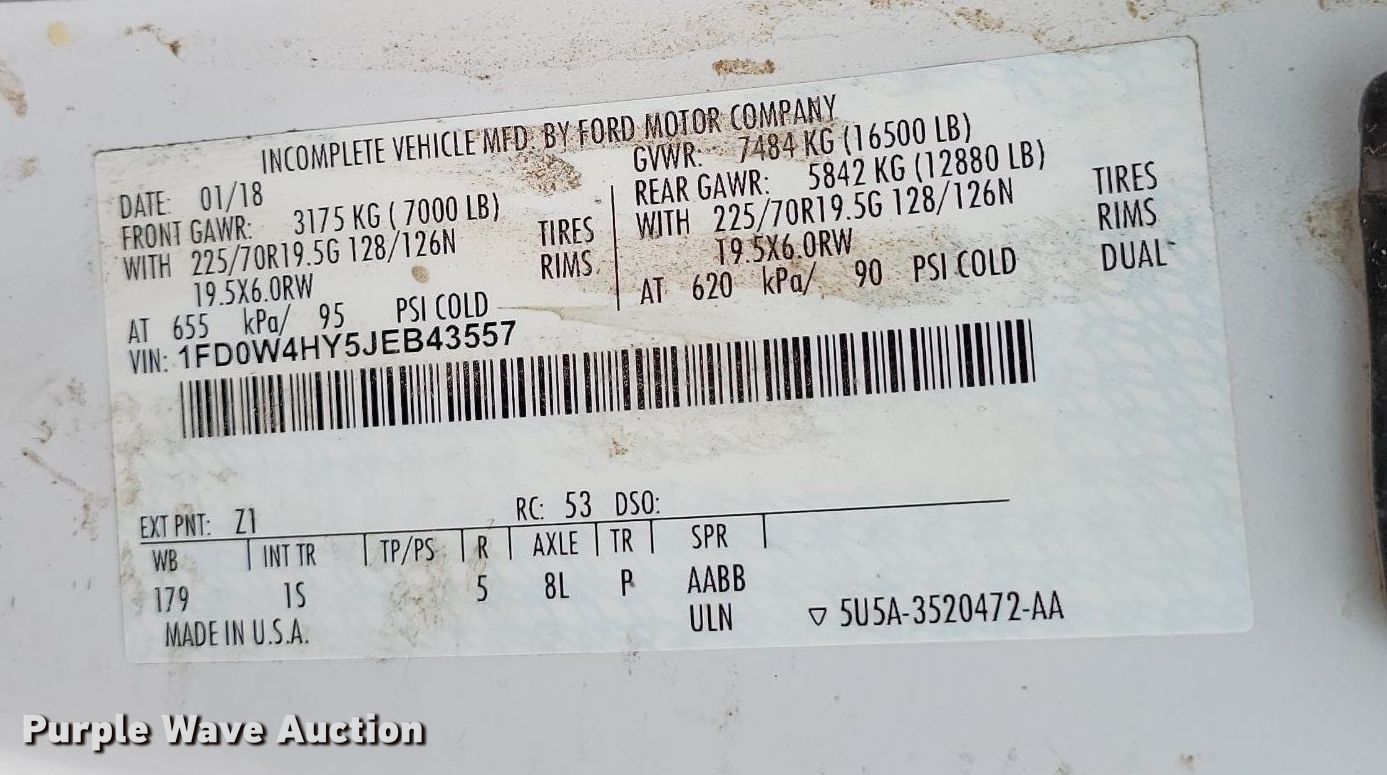 INCOMPLETE VEHICLE MFD. BY FORD MOTOR COMPANY
DATE: 01/18
GVWR: 7484 KG (16500 LB)
FRONT GAWR: 3175 KG ( 7000 LB)
REAR GAWR: 5842 KG (12880 LB)
WITH 225/70R19.5G 128/126N TIRES
WITH 225/70R19.5G 128/126N TIRES
19.5X6.0RW RIMS
19.5X6.0RW RIMS
AT 655 kPa/ 95 PSI COLD
AT 620 kPa/ 90 PSI COLD DUAL
VIN: 1FD0W4HY5JEB43557
EXT PNT: Z1 RC: 53 DSO:
WB INT TR TP/PS R AXLE TR SPR
179 1S 5 8L P AABB
ULN ▽ 5U5A-3520472-AA
MADE IN U.S.A.
Purple Wave Auction